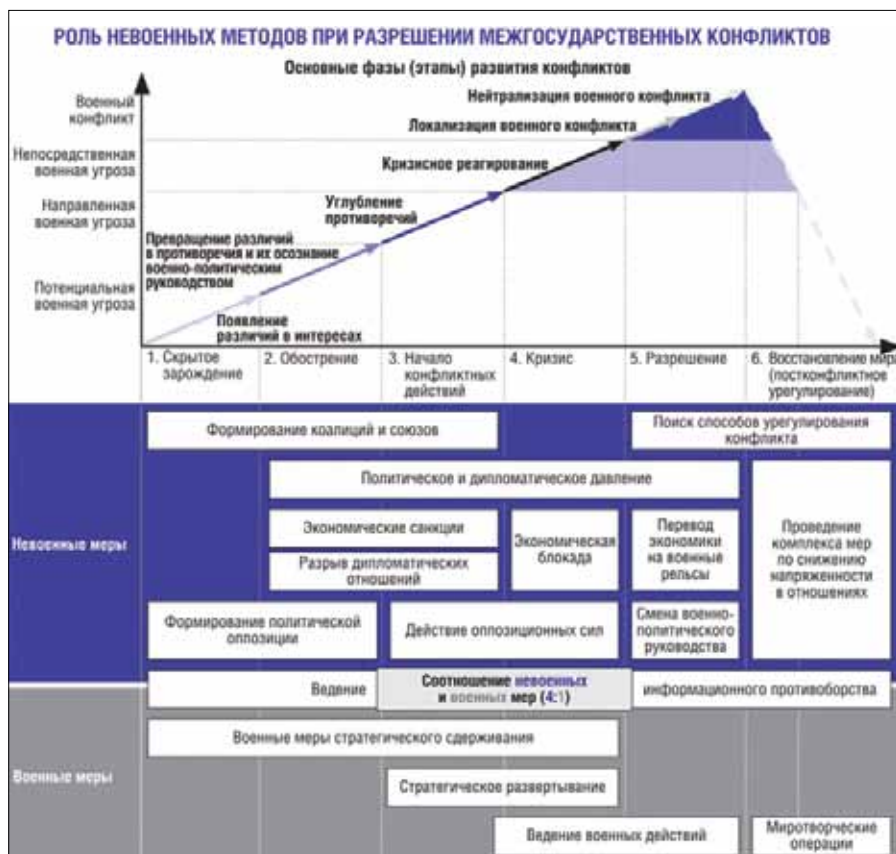 РОЛЬ НЕВОЕННЫХ МЕТОДОВ ПРИ РАЗРЕШЕНИИ МЕЖГОСУДАРСТВЕННЫХ КОНФЛИКТОВ
Основные фазы (этапы) развития конфликтов
Военный
конфликт
Непосредственная
военная угроза
Направленная
военная угроза
Потенциальная
военная угроза
Нейтрализация военного конфликта
Локализация военного конфликта
Кризисное реагирование
Углубление
противоречий
Превращение различий
в противоречия и их осознание
военно-политическим
руководством
Появление
различий в интересах
1. Скрытое
зарождение
2. Обострение
3. Начало
конфликтных
действий
4. Кризис
5. Разрешение
6. Восстановление мира
(постконфликтное
урегулирование)
Невоенные меры
Формирование коалиций и союзов
Поиск способов урегулирования
конфликта
Политическое и дипломатическое давление
Экономические санкции
Разрыв дипломатических
отношений
Экономическая
блокада
Перевод
экономики
на военные
рельсы
Проведение
комплекса мер
по снижению
напряженности
в отношениях
Формирование политической
оппозиции
Действие оппозиционных сил
Смена военно-
политического
руководства
Ведение
Соотношение невоенных
и военных мер (4:1)
информационного противоборства
Военные меры
Военные меры стратегического сдерживания
Стратегическое развертывание
Ведение военных действий
Миротворческие
операции